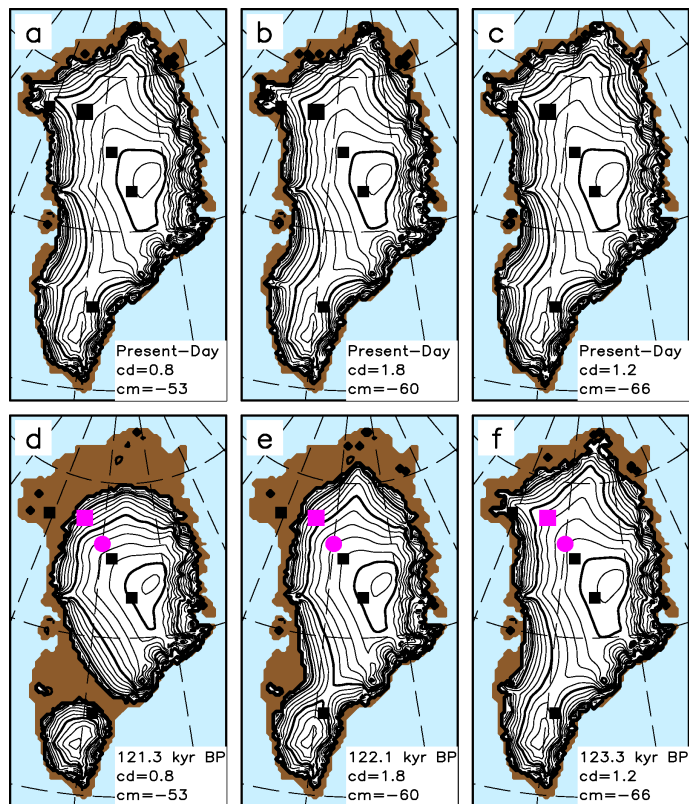 a
Present–Day
cd=0.8
cm=–53
b
Present–Day
cd=1.8
cm=–60
c
Present–Day
cd=1.2
cm=–66
d
121.3 kyr BP
cd=0.8
cm=–53
e
122.1 kyr BP
cd=1.8
cm=–60
f
123.3 kyr BP
cd=1.2
cm=–66